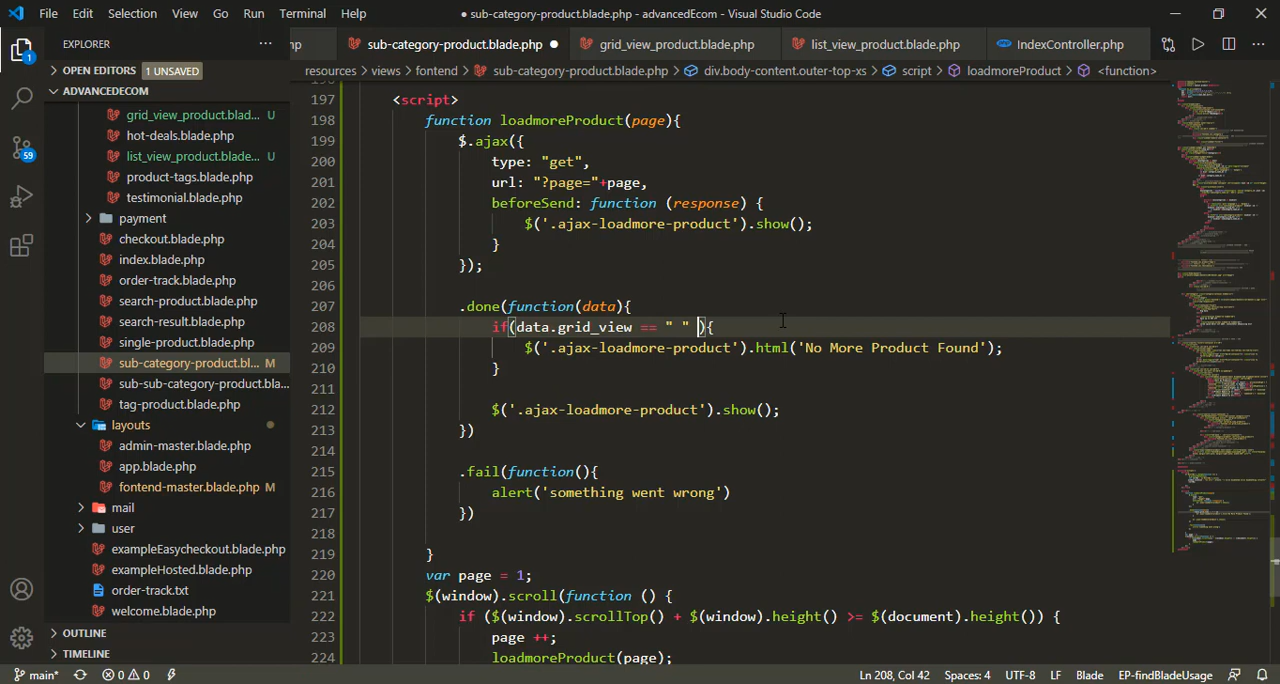 File Edit Selection View Go Run Terminal Help ● sub-category-product.blade.php - advancedEcom - Visual Studio Code
EXPLORER ··· hp sub-category-product.blade.php ● grid_view_product.blade.php list_view_product.blade.php IndexController.php ···
1
OPEN EDITORS 1 UNSAVED
resources > views > fontend > sub-category-product.blade.php > div.body-content.outer-top-xs > script > loadmoreProduct > <function>
ADVANCEDECOM
grid_view_product.blad... U
hot-deals.blade.php
list_view_product.blade... U
product-tags.blade.php
testimonial.blade.php
payment
checkout.blade.php
index.blade.php
order-track.blade.php
search-product.blade.php
search-result.blade.php
single-product.blade.php
sub-category-product.bl... M
sub-sub-category-product.bla...
tag-product.blade.php
layouts
admin-master.blade.php
app.blade.php
fontend-master.blade.php M
mail
user
exampleEasycheckout.blade.php
exampleHosted.blade.php
order-track.txt
welcome.blade.php
OUTLINE
TIMELINE
59
197 <script>
198 function loadmoreProduct(page){
199 $.ajax({
200 type: "get",
201 url: "?page="+page,
202 beforeSend: function (response) {
203 $('.ajax-loadmore-product').show();
204 }
205 });
206
207 .done(function(data){
208 if(data.grid_view == " " ){
209 $('.ajax-loadmore-product').html('No More Product Found');
210 }
211
212 $('.ajax-loadmore-product').show();
213 })
214
215 .fail(function(){
216 alert('something went wrong')
217 })
218
219 }
220 var page = 1;
221 $(window).scroll(function () {
222 if ($(window).scrollTop() + $(window).height() >= $(document).height()) {
223 page ++;
224 loadmoreProduct(page);
main* 0 0 Ln 208, Col 42 Spaces: 4 UTF-8 LF Blade EP-findBladeUsage